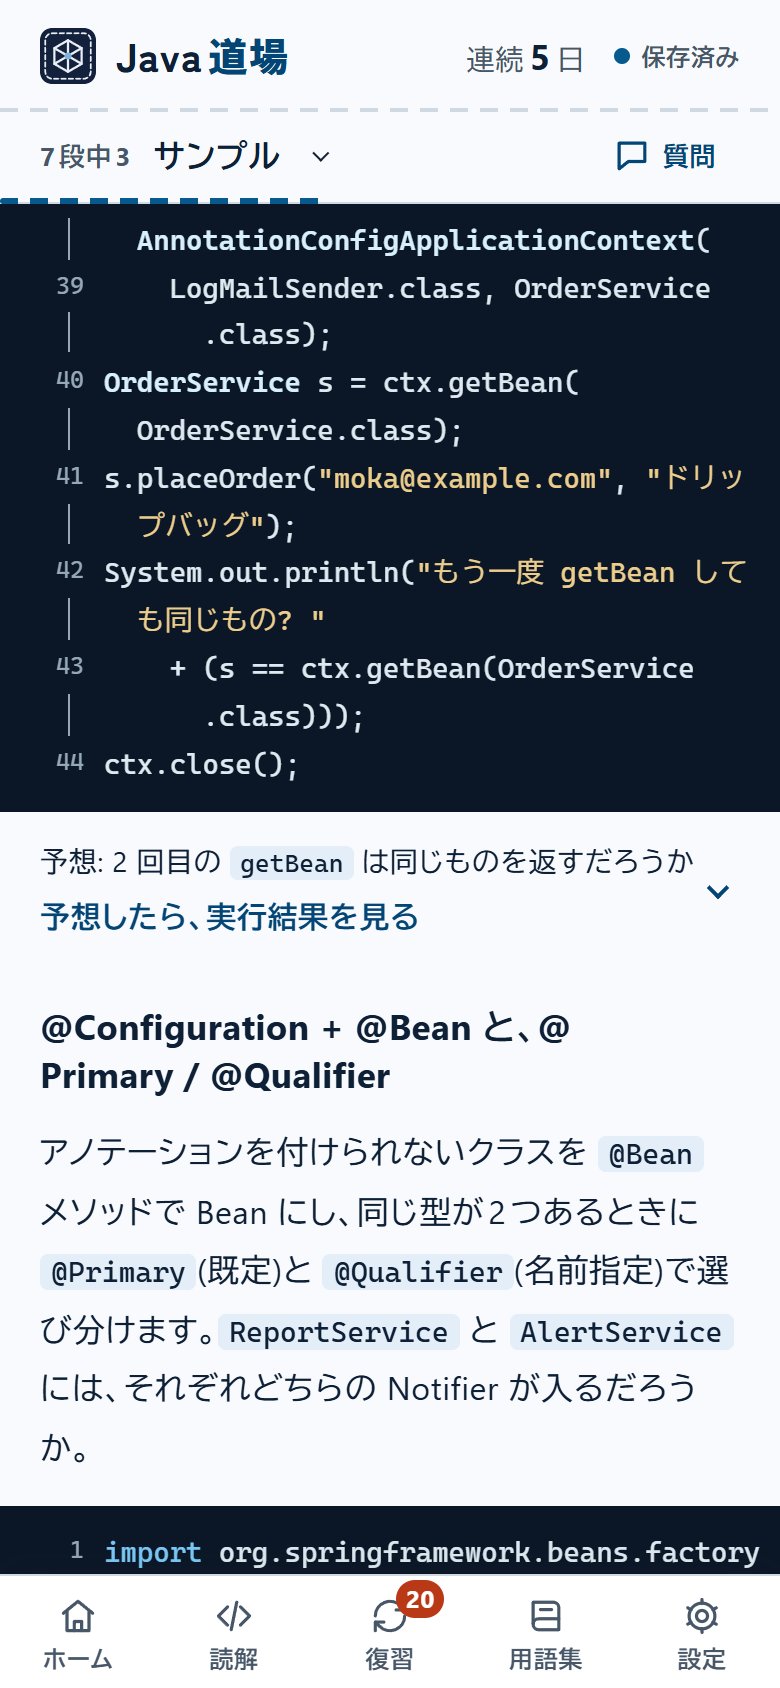 Java道場
連続 5 日
保存済み
7段中3 サンプル
質問
AnnotationConfigApplicationContext(
39 LogMailSender.class, OrderService
.class);
40 OrderService s = ctx.getBean(
OrderService.class);
41 s.placeOrder("moka@example.com", "ドリッ
プバッグ");
42 System.out.println("もう一度 getBean して
も同じもの? "
43 + (s == ctx.getBean(OrderService
.class)));
44 ctx.close();
予想: 2 回目の getBean は同じものを返すだろうか
予想したら、実行結果を見る
@Configuration + @Bean と、@
Primary / @Qualifier
アノテーションを付けられないクラスを @Bean
メソッドで Bean にし、同じ型が2つあるときに
@Primary(既定)と @Qualifier(名前指定)で選
び分けます。ReportService と AlertService
には、それぞれどちらの Notifier が入るだろう
か。
1 import org.springframework.beans.factory
20
ホーム
読解
復習
用語集
設定